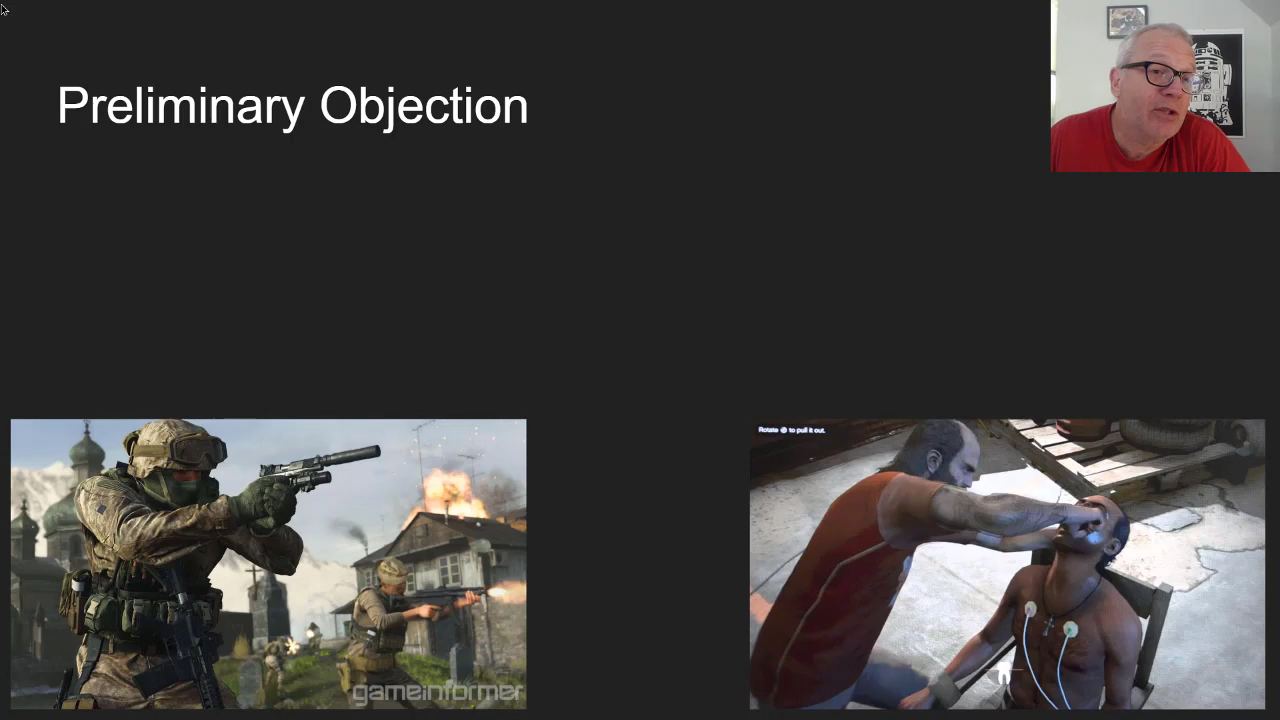 Preliminary Objection
Rotate R to pull it out.
gameinformer